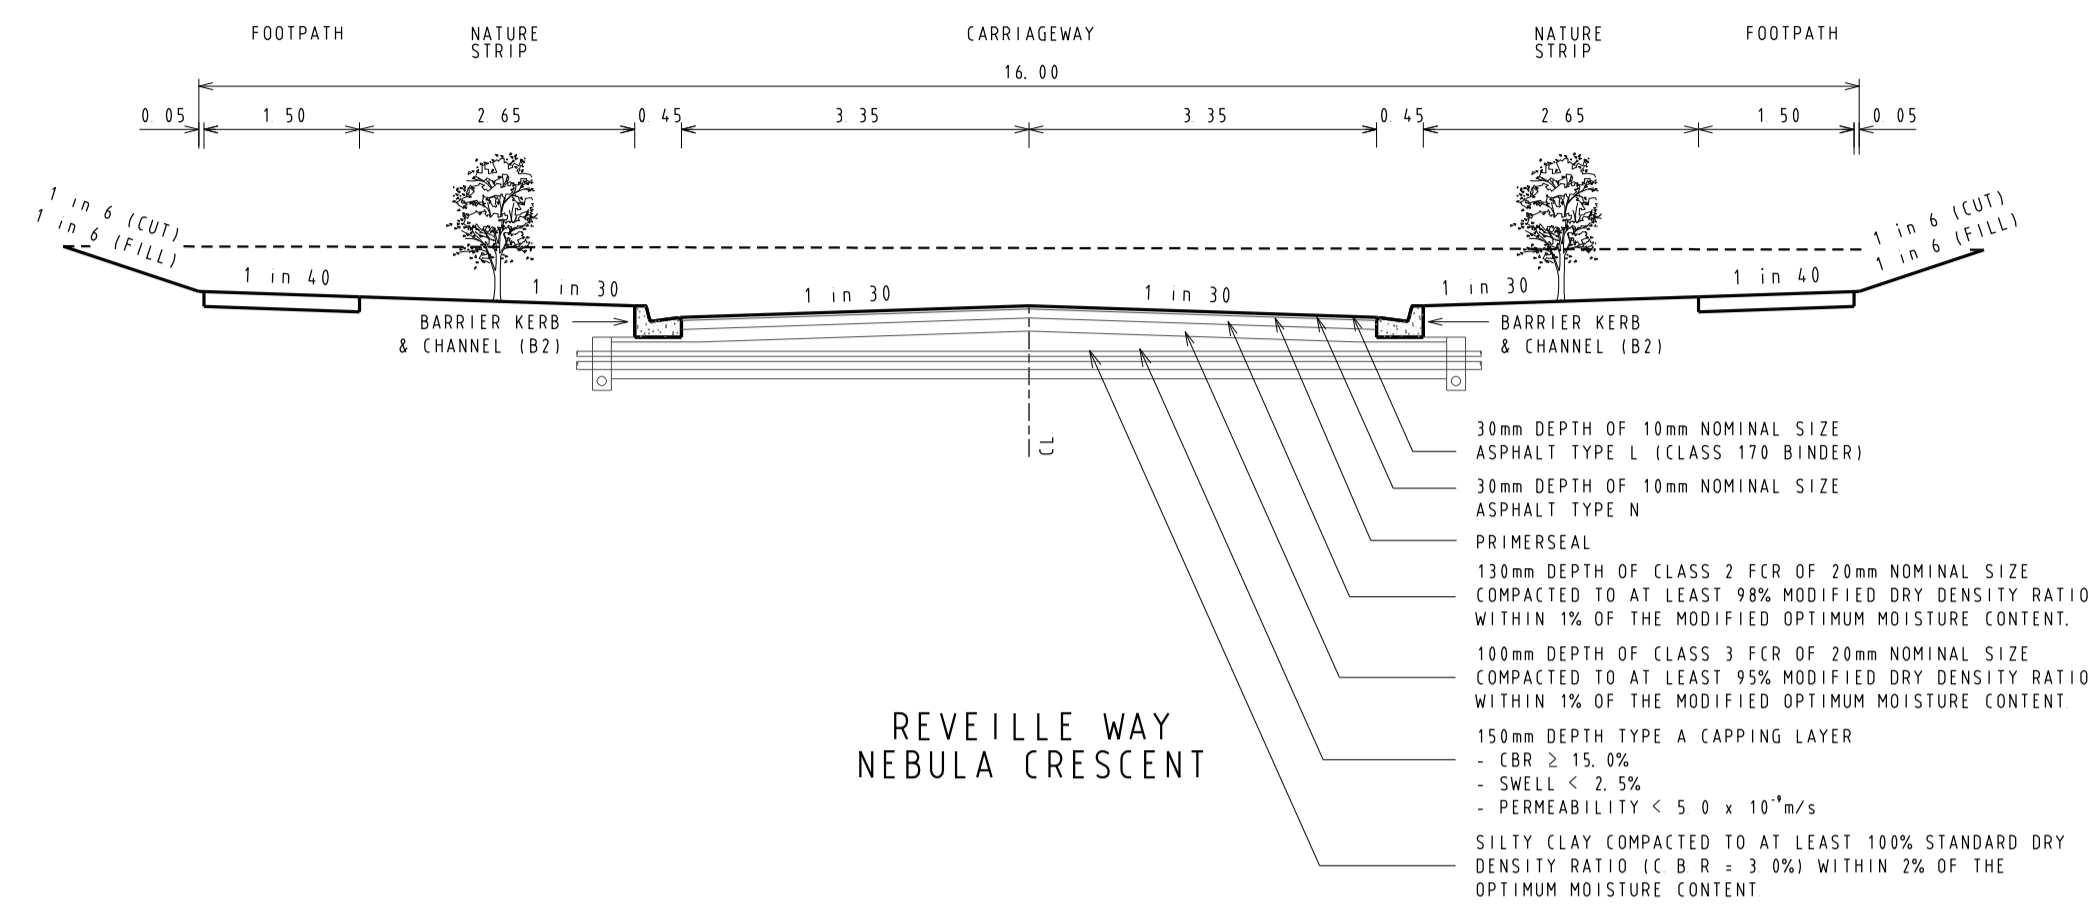 FOOTPATH
NATURE
STRIP
CARRIAGEWAY
NATURE
STRIP
FOOTPATH
16.00
0.05 1.50 2.65 0.45 3.35 3.35 0.45 2.65 1.50 0.05
1 in 6 (CUT)
1 in 6 (FILL)
1 in 6 (CUT)
1 in 6 (FILL)
1 in 40
1 in 30
1 in 30
1 in 30
1 in 30
1 in 40
BARRIER KERB
& CHANNEL (B2)
BARRIER KERB
& CHANNEL (B2)
CL
30mm DEPTH OF 10mm NOMINAL SIZE
ASPHALT TYPE L (CLASS 170 BINDER)
30mm DEPTH OF 10mm NOMINAL SIZE
ASPHALT TYPE N
PRIMERSEAL
130mm DEPTH OF CLASS 2 FCR OF 20mm NOMINAL SIZE
COMPACTED TO AT LEAST 98% MODIFIED DRY DENSITY RATIO
WITHIN 1% OF THE MODIFIED OPTIMUM MOISTURE CONTENT.
100mm DEPTH OF CLASS 3 FCR OF 20mm NOMINAL SIZE
COMPACTED TO AT LEAST 95% MODIFIED DRY DENSITY RATIO
WITHIN 1% OF THE MODIFIED OPTIMUM MOISTURE CONTENT.
150mm DEPTH TYPE A CAPPING LAYER
- CBR ≥ 15.0%
- SWELL < 2.5%
- PERMEABILITY < 5.0 x 10⁻⁹m/s
SILTY CLAY COMPACTED TO AT LEAST 100% STANDARD DRY
DENSITY RATIO (C.B.R = 3.0%) WITHIN 2% OF THE
OPTIMUM MOISTURE CONTENT.
REVEILLE WAY
NEBULA CRESCENT